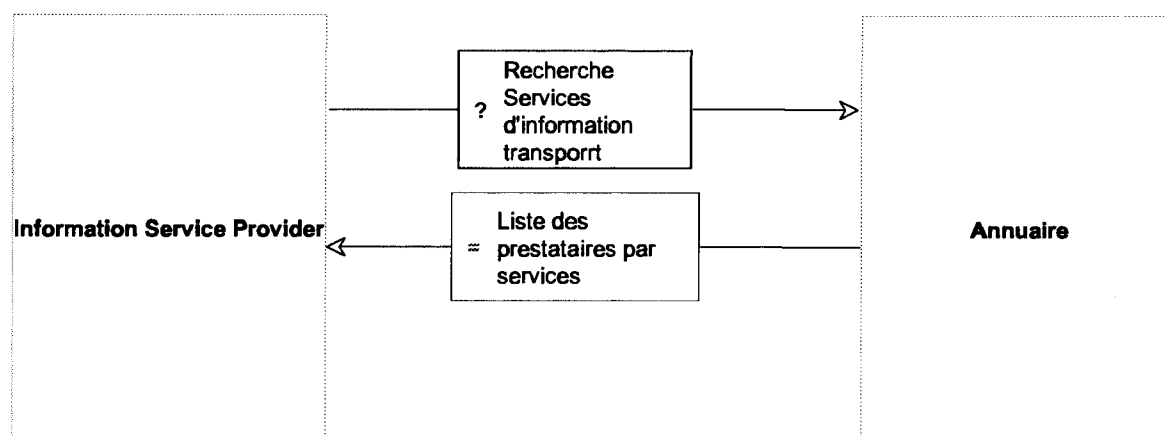 Recherche
Services
? d'information
transporrt
Information Service Provider
Liste des
= prestataires par
services
Annuaire